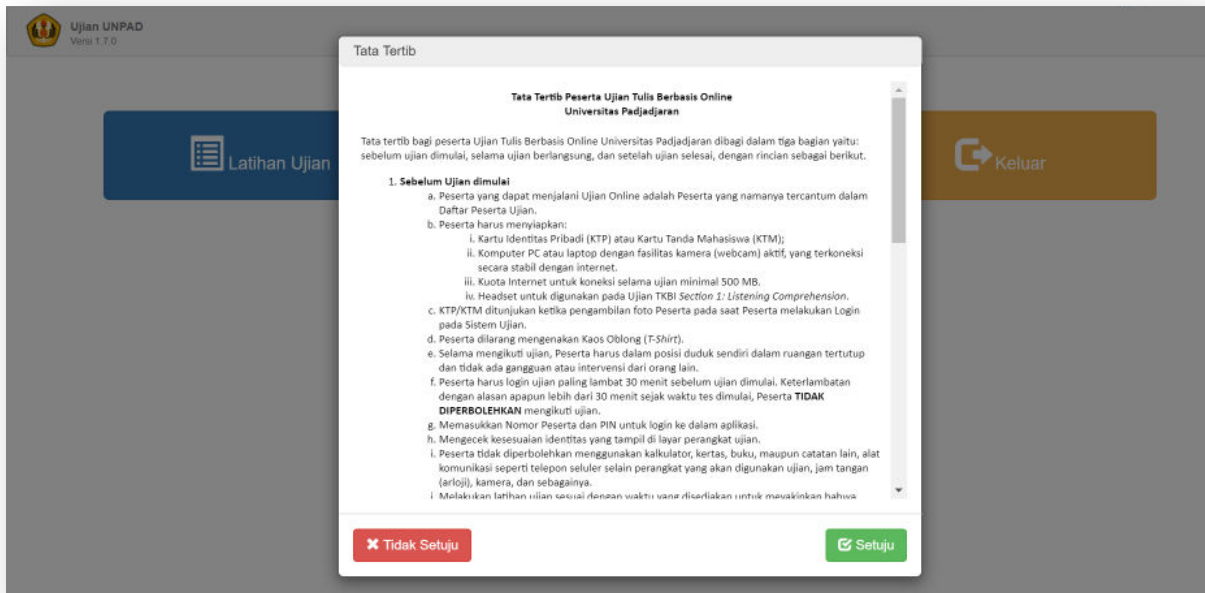 Ujian UNPAD
Versi 1.7.0
Tata Tertib
Latihan Ujian
Keluar
Tata Tertib Peserta Ujian Tulis Berbasis Online
Universitas Padjadjaran
Tata tertib bagi peserta Ujian Tulis Berbasis Online Universitas Padjadjaran dibagi dalam tiga bagian yaitu:
sebelum ujian dimulai, selama ujian berlangsung, dan setelah ujian selesai, dengan rincian sebagai berikut.
1. Sebelum Ujian dimulai
a. Peserta yang dapat menjalani Ujian Online adalah Peserta yang namanya tercantum dalam
Daftar Peserta Ujian.
b. Peserta harus menyiapkan:
i. Kartu Identitas Pribadi (KTP) atau Kartu Tanda Mahasiswa (KTM);
ii. Komputer PC atau laptop dengan fasilitas kamera (webcam) aktif, yang terkoneksi
secara stabil dengan internet.
iii. Kuota Internet untuk koneksi selama ujian minimal 500 MB.
iv. Headset untuk digunakan pada Ujian TKBI Section 1: Listening Comprehension.
c. KTP/KTM ditunjukan ketika pengambilan foto Peserta pada saat Peserta melakukan Login
pada Sistem Ujian.
d. Peserta dilarang mengenakan Kaos Oblong (T-Shirt).
e. Selama mengikuti ujian, Peserta harus dalam posisi duduk sendiri dalam ruangan tertutup
dan tidak ada gangguan atau intervensi dari orang lain.
f. Peserta harus login ujian paling lambat 30 menit sebelum ujian dimulai. Keterlambatan
dengan alasan apapun lebih dari 30 menit sejak waktu tes dimulai, Peserta TIDAK
DIPERBOLEHKAN mengikuti ujian.
g. Memasukkan Nomor Peserta dan PIN untuk login ke dalam aplikasi.
h. Mengecek kesesuaian identitas yang tampil di layar perangkat ujian.
i. Peserta tidak diperbolehkan menggunakan kalkulator, kertas, buku, maupun catatan lain, alat
komunikasi seperti telepon seluler selain perangkat yang akan digunakan ujian, jam tangan
(arloji), kamera, dan sebagainya.
j. Melakukan latihan ujian sesuai dengan waktu yang disediakan untuk meyakinkan bahwa
Tidak Setuju
Setuju